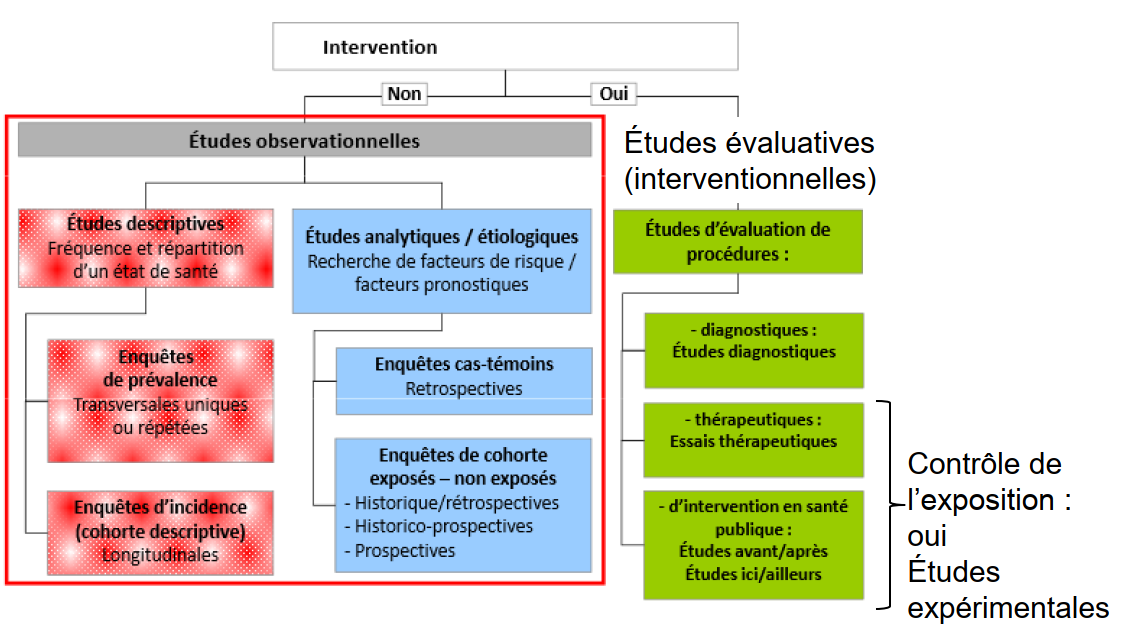 Intervention
Non
Oui
Études observationnelles
Études évaluatives
(interventionnelles)
Études descriptives
Fréquence et répartition
d'un état de santé
Études analytiques / étiologiques
Recherche de facteurs de risque /
facteurs pronostiques
Études d'évaluation de
procédures :
Enquêtes
de prévalence
Transversales uniques
ou répétées
Enquêtes d'incidence
(cohorte descriptive)
Longitudinales
Enquêtes cas-témoins
Retrospectives
Enquêtes de cohorte
exposés – non exposés
- Historique/rétrospectives
- Historico-prospectives
- Prospectives
- diagnostiques :
Études diagnostiques
- thérapeutiques :
Essais thérapeutiques
- d'intervention en santé
publique :
Études avant/après
Études ici/ailleurs
Contrôle de
l'exposition :
oui
Études
expérimentales